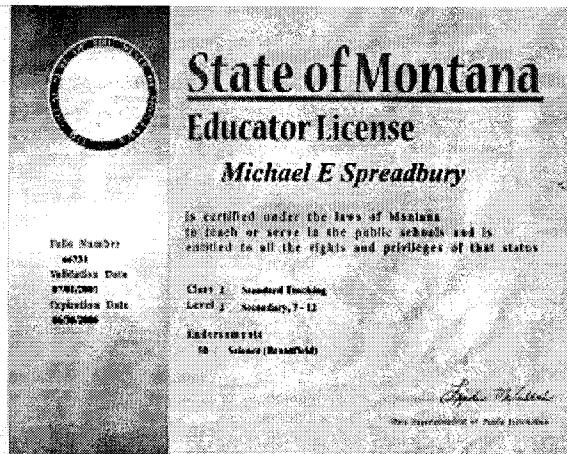 State of Montana
Educator License
Michael E Spreadbury
is certified under the laws of Montana
to teach or serve in the public schools and is
entitled to all the rights and privileges of that status
Folio Number
Validation Date
Expiration Date
Class 2 Standard Teaching
Level Secondary, 7 - 12
Endorsements
Science (Broadfield)
State Superintendent of Public Instruction